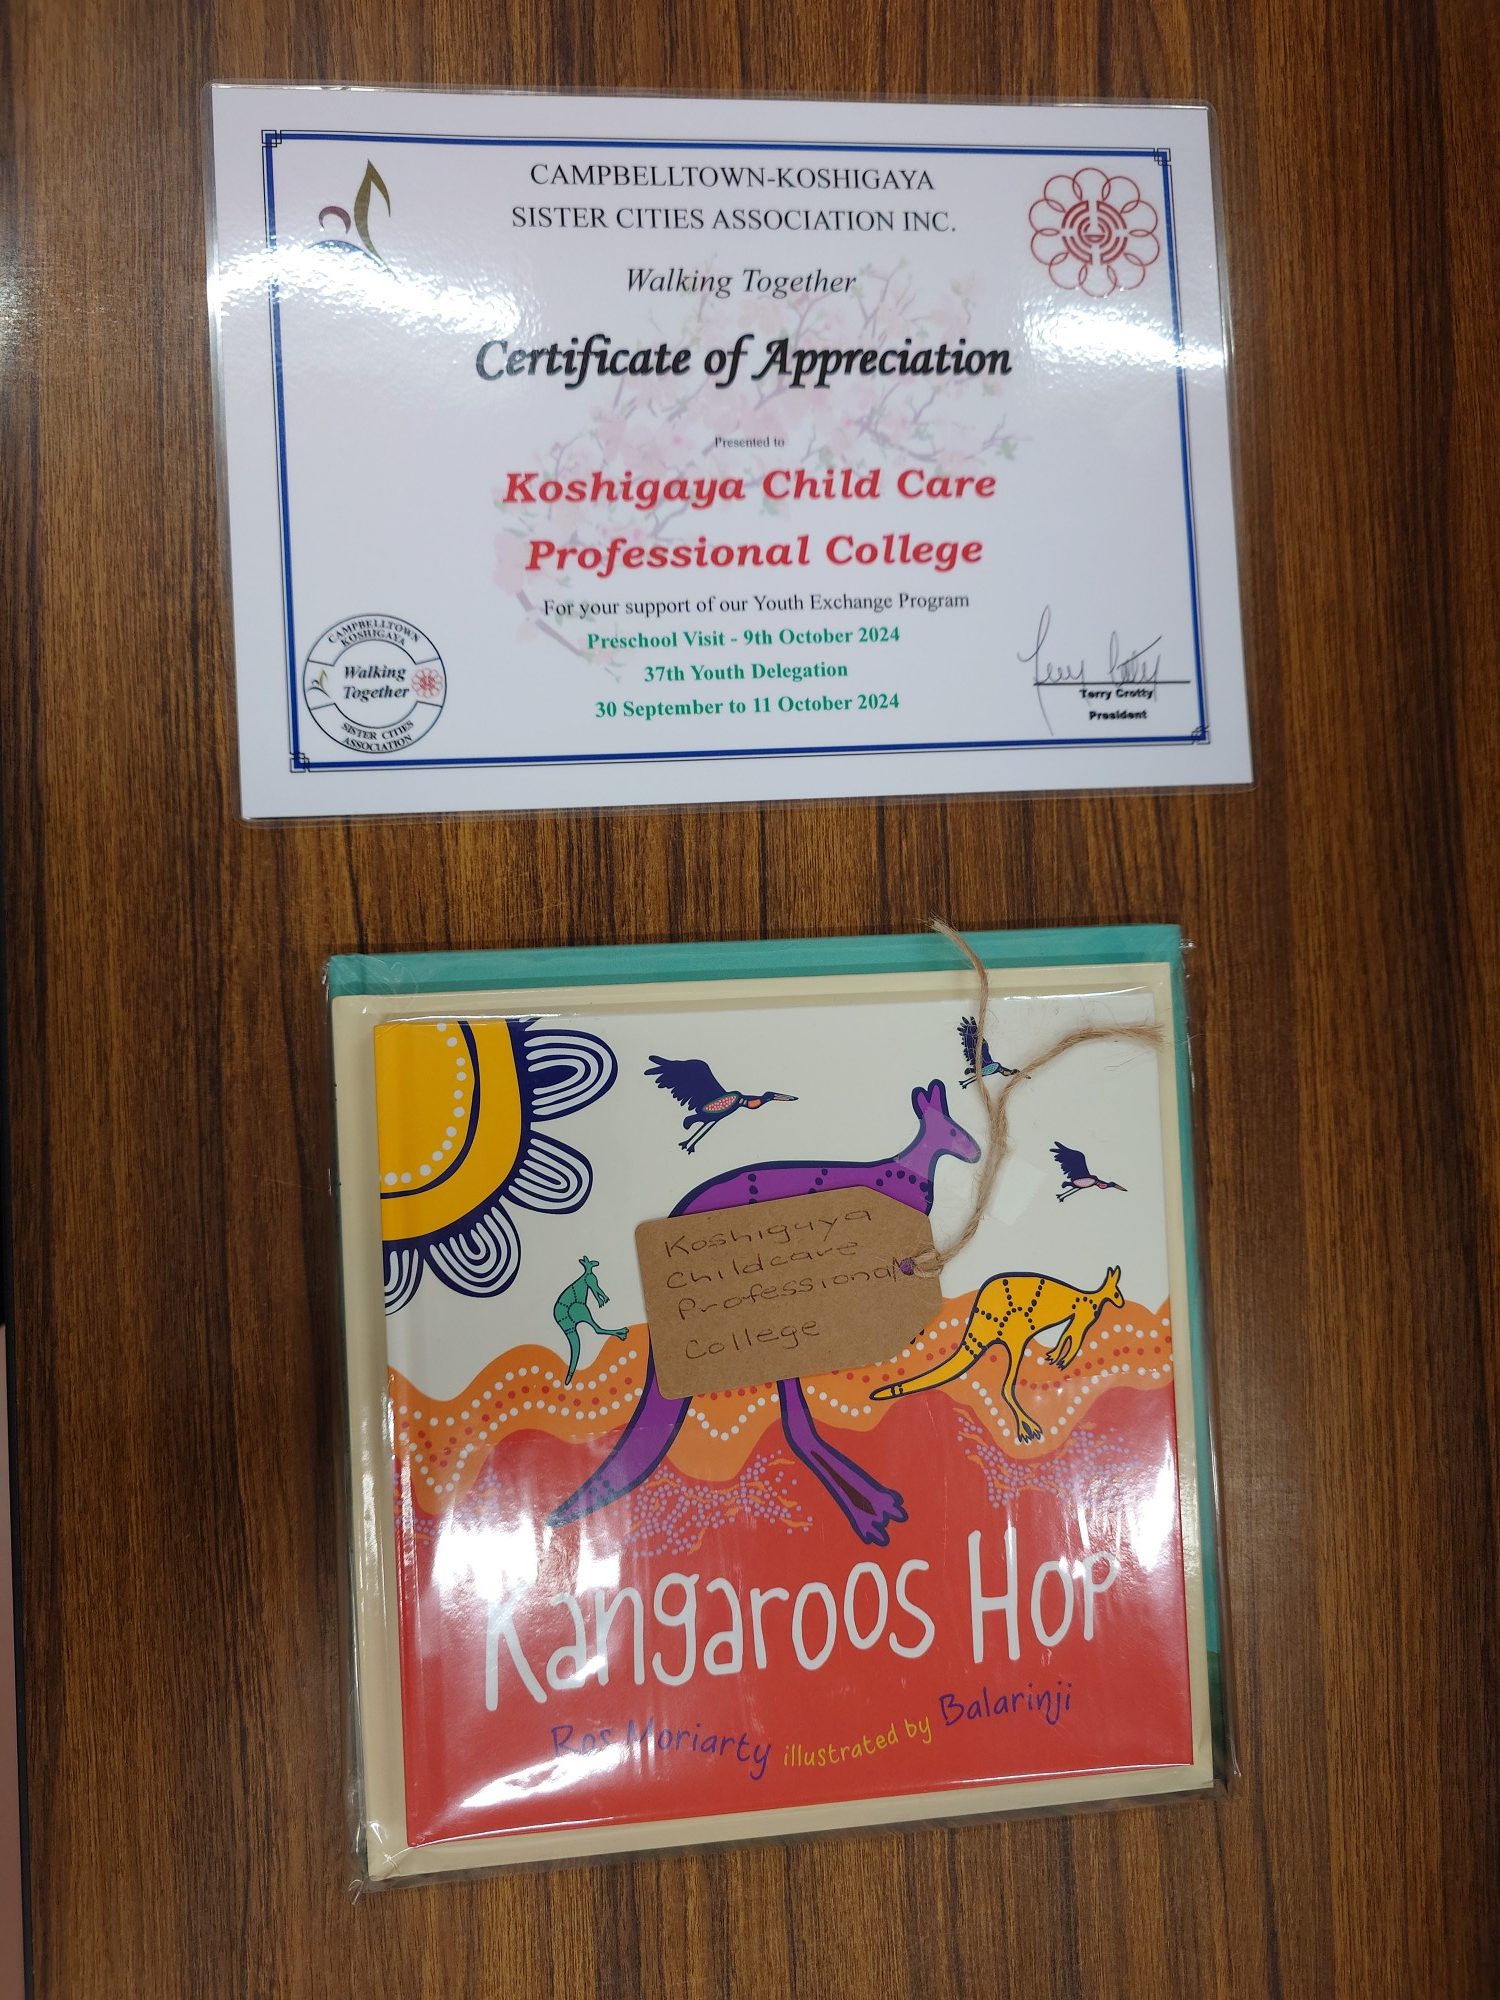 CAMPBELLTOWN-KOSHIGAYA
SISTER CITIES ASSOCIATION INC.
Walking Together
Certificate of Appreciation
Presented to
Koshigaya Child Care
Professional College
For your support of our Youth Exchange Program
Preschool Visit - 9th October 2024
37th Youth Delegation
30 September to 11 October 2024
CAMPBELLTOWN
KOSHIGAYA
Walking
Together
SISTER CITIES
ASSOCIATION
Terry Crotty
President
Koshigaya
Childcare
Professional
College
Kangaroos Hop
Ros Moriarty illustrated by Balarinji